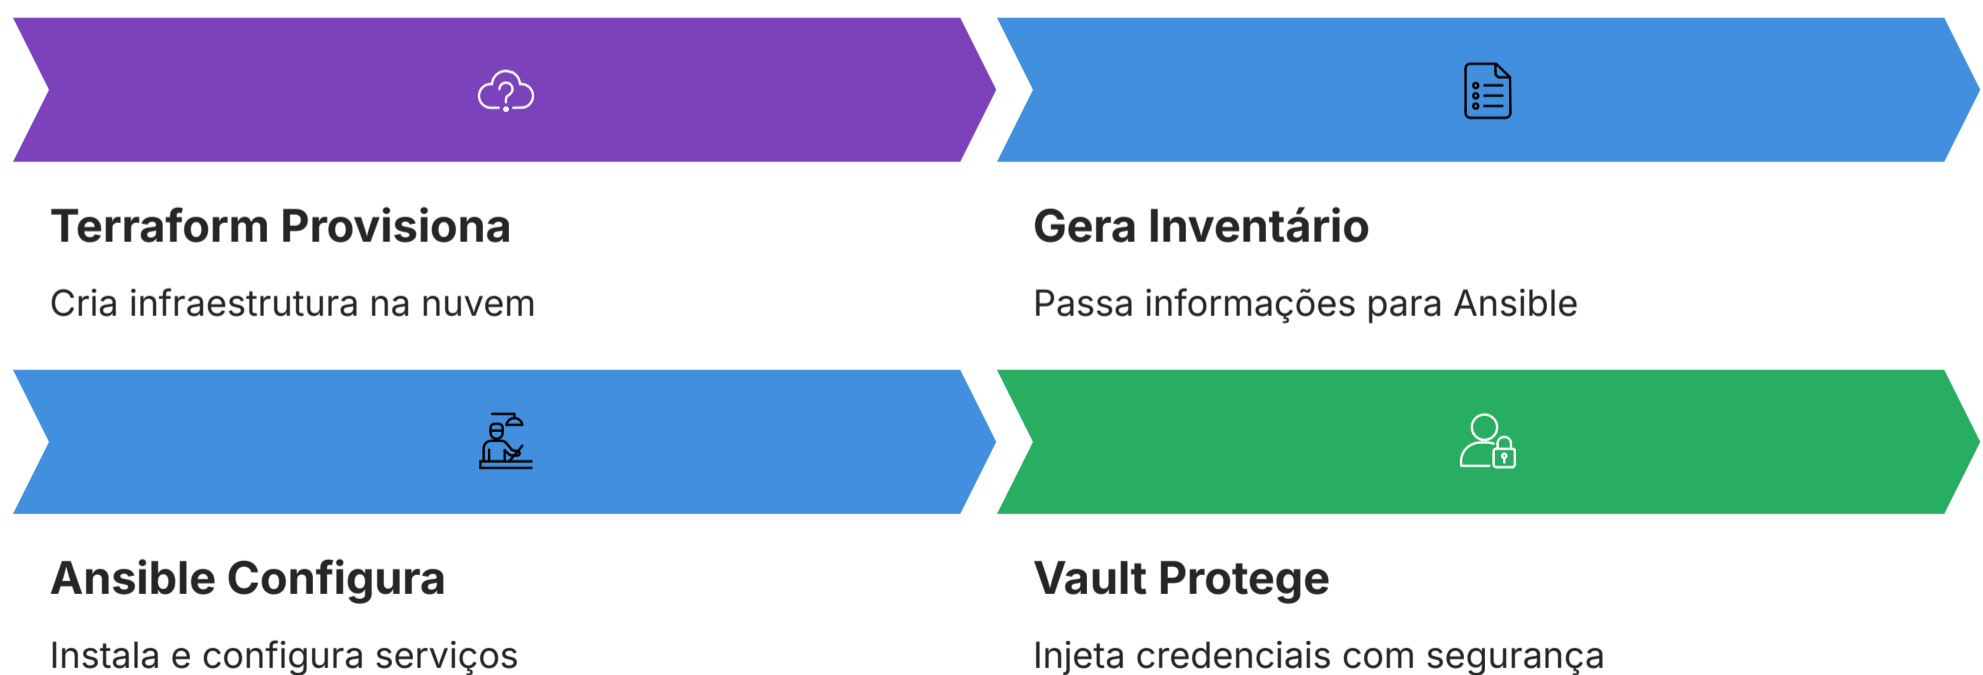 Terraform Provisiona
Cria infraestrutura na nuvem
Gera Inventário
Passa informações para Ansible
Ansible Configura
Instala e configura serviços
Vault Protege
Injeta credenciais com segurança